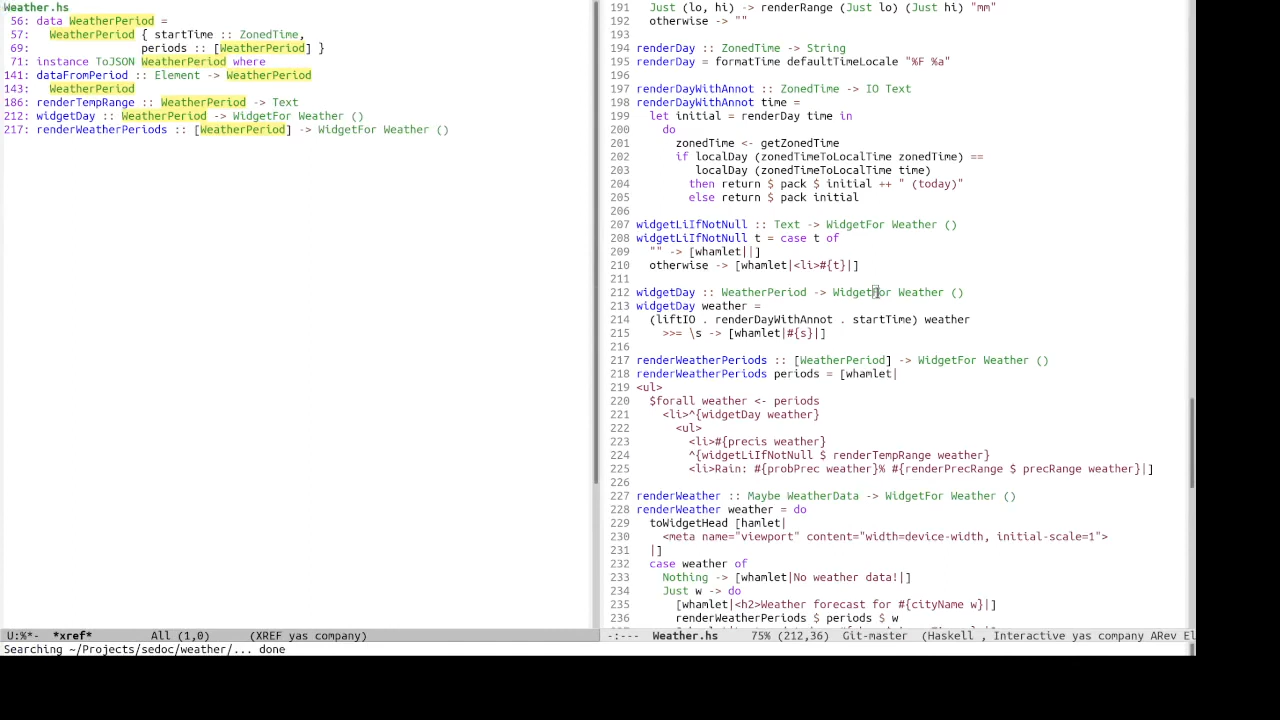 Weather.hs
56: data WeatherPeriod =
57:   WeatherPeriod { startTime :: ZonedTime,
69:                 periods :: [WeatherPeriod] }
71: instance ToJSON WeatherPeriod where
141: dataFromPeriod :: Element -> WeatherPeriod
143:   WeatherPeriod
186: renderTempRange :: WeatherPeriod -> Text
212: widgetDay :: WeatherPeriod -> WidgetFor Weather ()
217: renderWeatherPeriods :: [WeatherPeriod] -> WidgetFor Weather ()
U:%*-  *xref*      All (1,0)      (XREF yas company)
Searching ~/Projects/sedoc/weather/... done
191   Just (lo, hi) -> renderRange (Just lo) (Just hi) "mm"
192   otherwise -> ""
193
194 renderDay :: ZonedTime -> String
195 renderDay = formatTime defaultTimeLocale "%F %a"
196
197 renderDayWithAnnot :: ZonedTime -> IO Text
198 renderDayWithAnnot time =
199   let initial = renderDay time in
200     do
201       zonedTime <- getZonedTime
202       if localDay (zonedTimeToLocalTime zonedTime) ==
203          localDay (zonedTimeToLocalTime time)
204         then return $ pack $ initial ++ " (today)"
205         else return $ pack initial
206
207 widgetLiIfNotNull :: Text -> WidgetFor Weather ()
208 widgetLiIfNotNull t = case t of
209   "" -> [whamlet||]
210   otherwise -> [whamlet|<li>#{t}|]
211
212 widgetDay :: WeatherPeriod -> WidgetFor Weather ()
213 widgetDay weather =
214   (liftIO . renderDayWithAnnot . startTime) weather
215     >>= \s -> [whamlet|#{s}|]
216
217 renderWeatherPeriods :: [WeatherPeriod] -> WidgetFor Weather ()
218 renderWeatherPeriods periods = [whamlet|
219 <ul>
220   $forall weather <- periods
221     <li>^{widgetDay weather}
222       <ul>
223         <li>#{precis weather}
224         ^{widgetLiIfNotNull $ renderTempRange weather}
225         <li>Rain: #{probPrec weather}% #{renderPrecRange $ precRange weather}|]
226
227 renderWeather :: Maybe WeatherData -> WidgetFor Weather ()
228 renderWeather weather = do
229   toWidgetHead [hamlet|
230     <meta name="viewport" content="width=device-width, initial-scale=1">
231   |]
232   case weather of
233     Nothing -> [whamlet|No weather data!|]
234     Just w -> do
235       [whamlet|<h2>Weather forecast for #{cityName w}|]
236       renderWeatherPeriods $ periods $ w
-:---  Weather.hs     75% (212,36)  Git-master  (Haskell , Interactive yas company ARev El